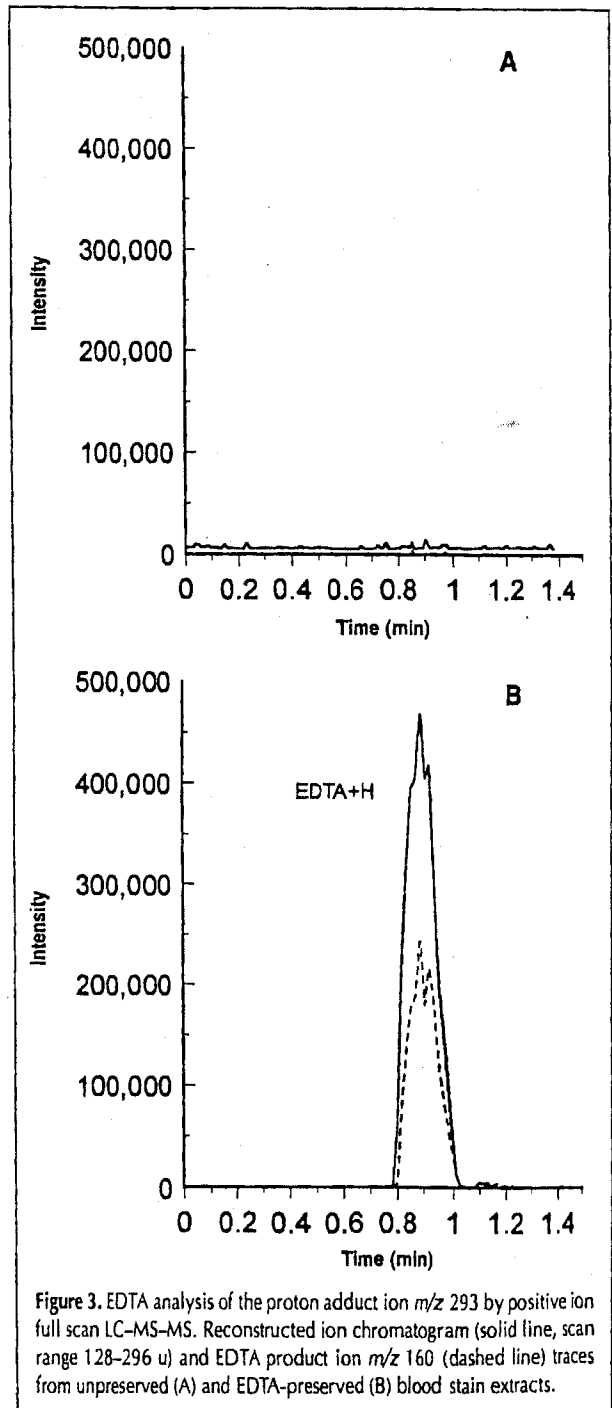 A
500,000
400,000
300,000
200,000
100,000
0
Intensity
0 0.2 0.4 0.6 0.8 1 1.2 1.4
Time (min)
B
500,000
400,000
300,000
200,000
100,000
0
EDTA+H
Intensity
0 0.2 0.4 0.6 0.8 1 1.2 1.4
Time (min)
Figure 3. EDTA analysis of the proton adduct ion m/z 293 by positive ion
full scan LC–MS–MS. Reconstructed ion chromatogram (solid line, scan
range 128–296 u) and EDTA product ion m/z 160 (dashed line) traces
from unpreserved (A) and EDTA-preserved (B) blood stain extracts.